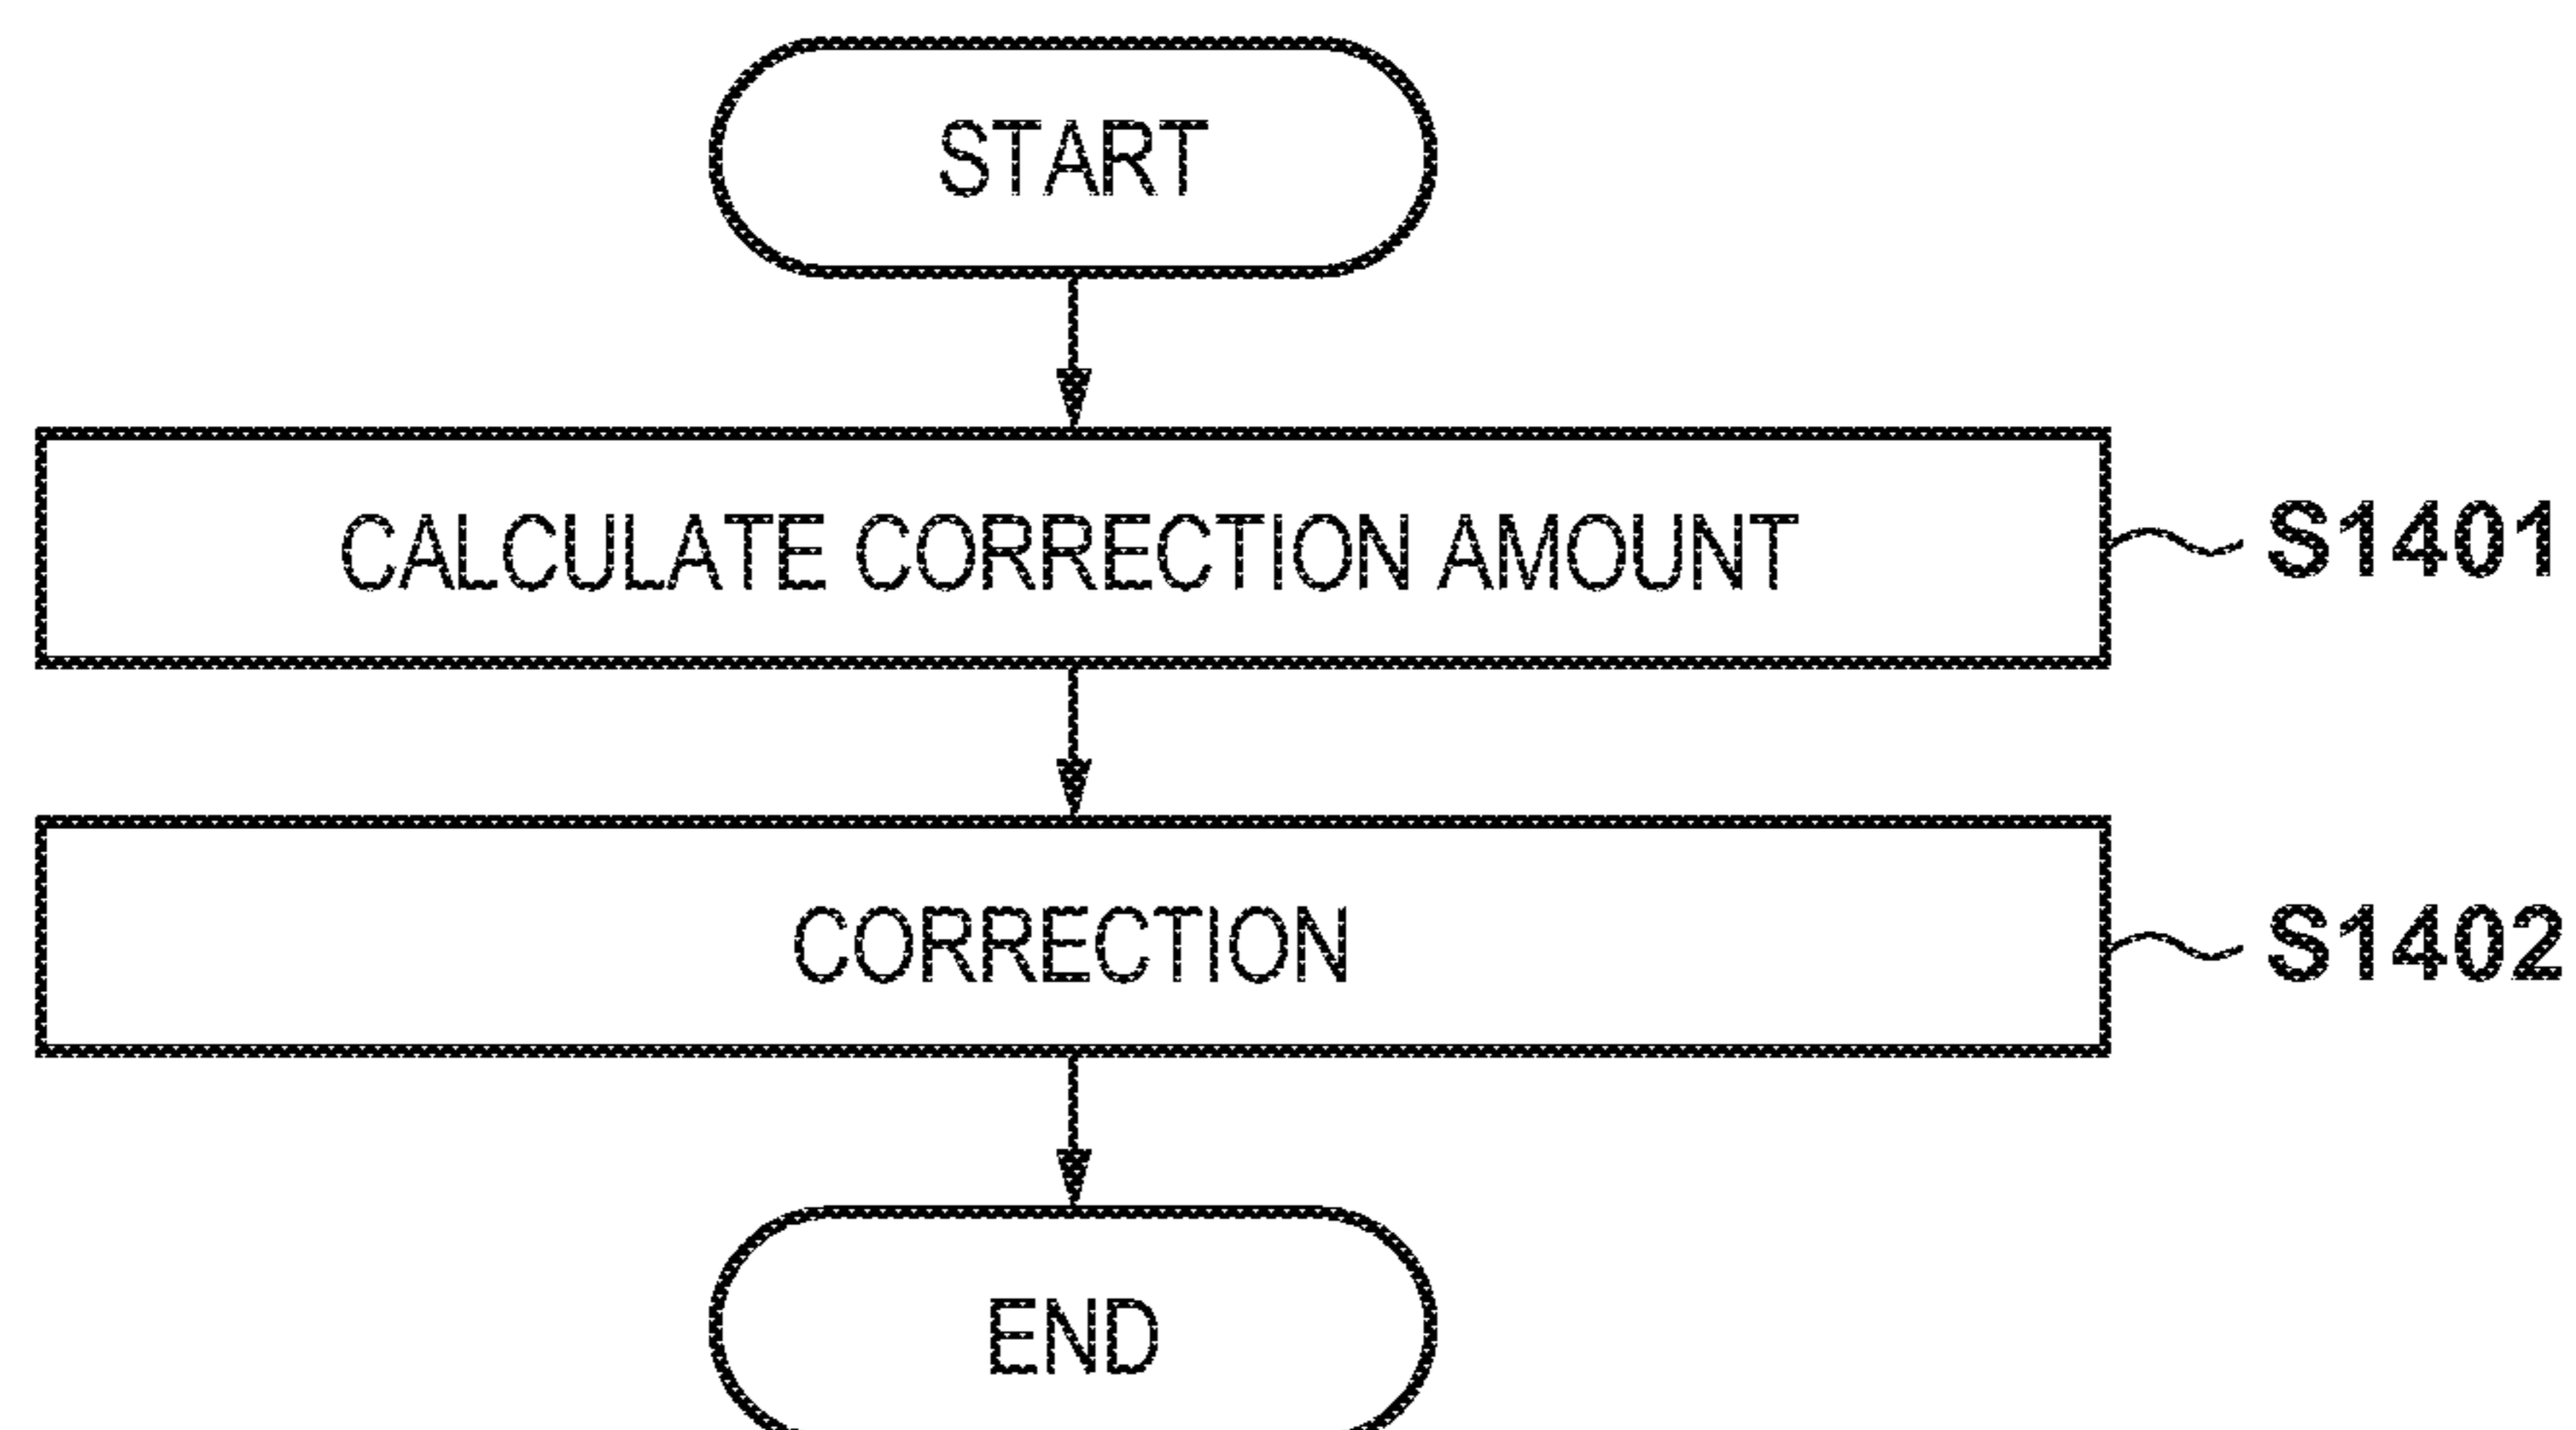 START
CALCULATE CORRECTION AMOUNT
S1401
CORRECTION
S1402
END